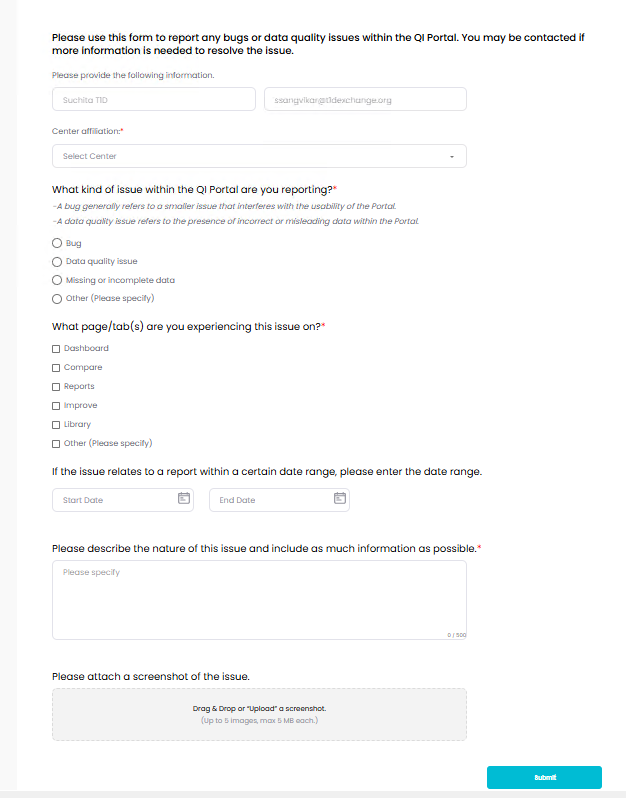 Please use this form to report any bugs or data quality issues within the QI Portal. You may be contacted if
more information is needed to resolve the issue.
Please provide the following information.
Suchita T1D
ssangvikar@t1dexchange.org
Center affiliation:*
Select Center
What kind of issue within the QI Portal are you reporting?*
-A bug generally refers to a smaller issue that interferes with the usability of the Portal.
-A data quality issue refers to the presence of incorrect or misleading data within the Portal.
Bug
Data quality issue
Missing or incomplete data
Other (Please specify)
What page/tab(s) are you experiencing this issue on?*
Dashboard
Compare
Reports
Improve
Library
Other (Please specify)
If the issue relates to a report within a certain date range, please enter the date range.
Start Date
End Date
Please describe the nature of this issue and include as much information as possible.*
Please specify
0 / 500
Please attach a screenshot of the issue.
Drag & Drop or "Upload" a screenshot.
(Up to 5 images, max 5 MB each.)
Submit